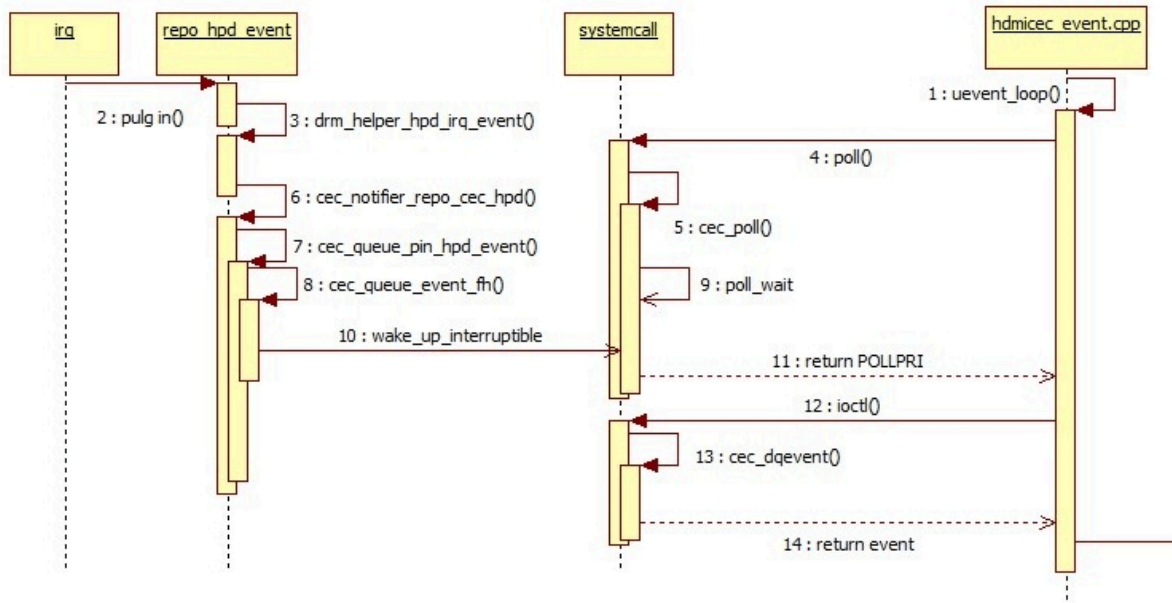 irq
repo_hpd_event
systemcall
hdmicec_event.cpp
1 : uevent_loop()
2 : pulg in()
3 : drm_helper_hpd_irq_event()
4 : poll()
6 : cec_notifier_repo_cec_hpd()
5 : cec_poll()
7 : cec_queue_pin_hpd_event()
8 : cec_queue_event_fh()
9 : poll_wait
10 : wake_up_interruptible
11 : return POLLPRI
12 : ioctl()
13 : cec_dqevent()
14 : return event